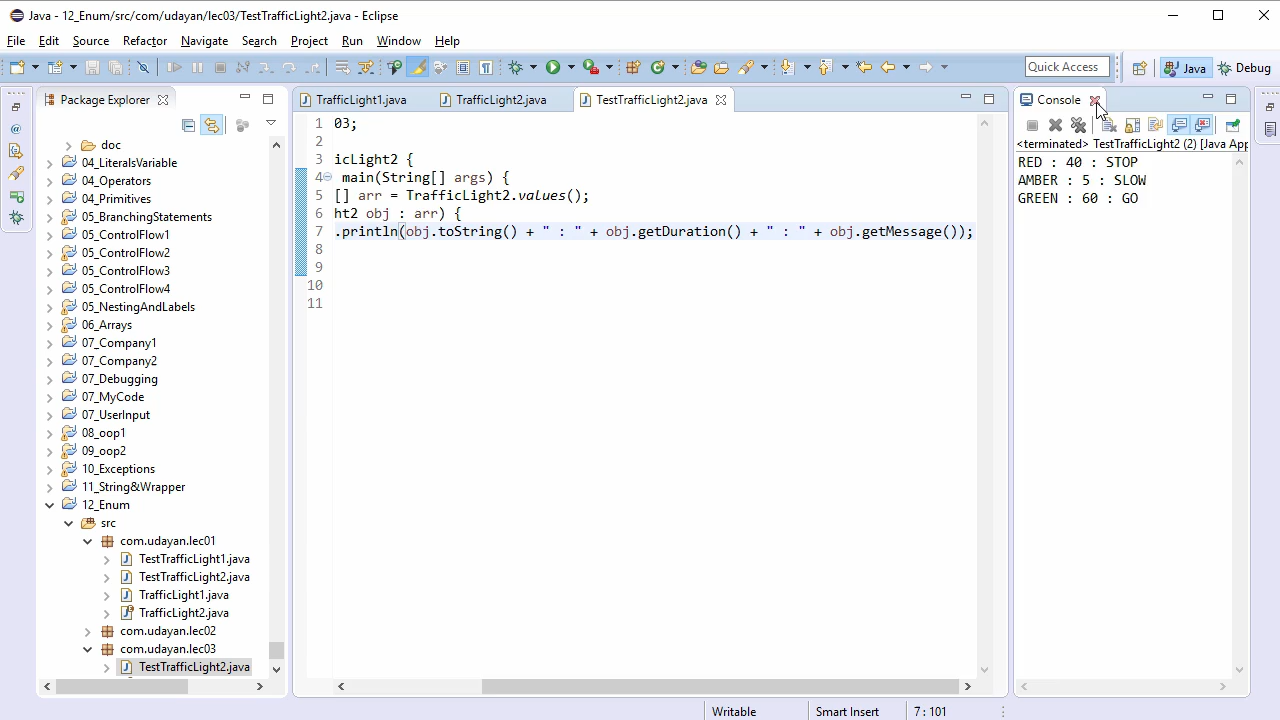 Java - 12_Enum/src/com/udayan/lec03/TestTrafficLight2.java - Eclipse
File Edit Source Refactor Navigate Search Project Run Window Help
Quick Access Java Debug
Package Explorer
doc
04_LiteralsVariable
04_Operators
04_Primitives
05_BranchingStatements
05_ControlFlow1
05_ControlFlow2
05_ControlFlow3
05_ControlFlow4
05_NestingAndLabels
06_Arrays
07_Company1
07_Company2
07_Debugging
07_MyCode
07_UserInput
08_oop1
09_oop2
10_Exceptions
11_String&Wrapper
12_Enum
src
com.udayan.lec01
TestTrafficLight1.java
TestTrafficLight2.java
TrafficLight1.java
TrafficLight2.java
com.udayan.lec02
com.udayan.lec03
TestTrafficLight2.java
TrafficLight1.java TrafficLight2.java TestTrafficLight2.java
1 03;
2
3 icLight2 {
4 main(String[] args) {
5 [] arr = TrafficLight2.values();
6 ht2 obj : arr) {
7 .println(obj.toString() + " : " + obj.getDuration() + " : " + obj.getMessage());
8
9
10
11
Console
<terminated> TestTrafficLight2 (2) [Java App
RED : 40 : STOP
AMBER : 5 : SLOW
GREEN : 60 : GO
Writable Smart Insert 7 : 101